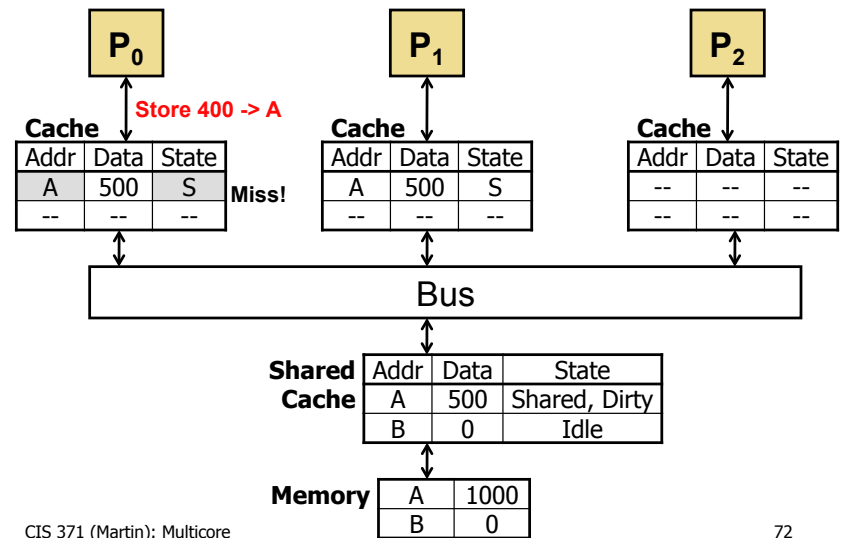 P0 P1 P2
Store 400 -> A
Cache Cache Cache
Addr Data State Addr Data State Addr Data State
A 500 S Miss! A 500 S -- -- --
-- -- -- -- -- -- -- -- --
Bus
Shared Addr Data State
Cache A 500 Shared, Dirty
B 0 Idle
Memory A 1000
B 0
CIS 371 (Martin): Multicore 72